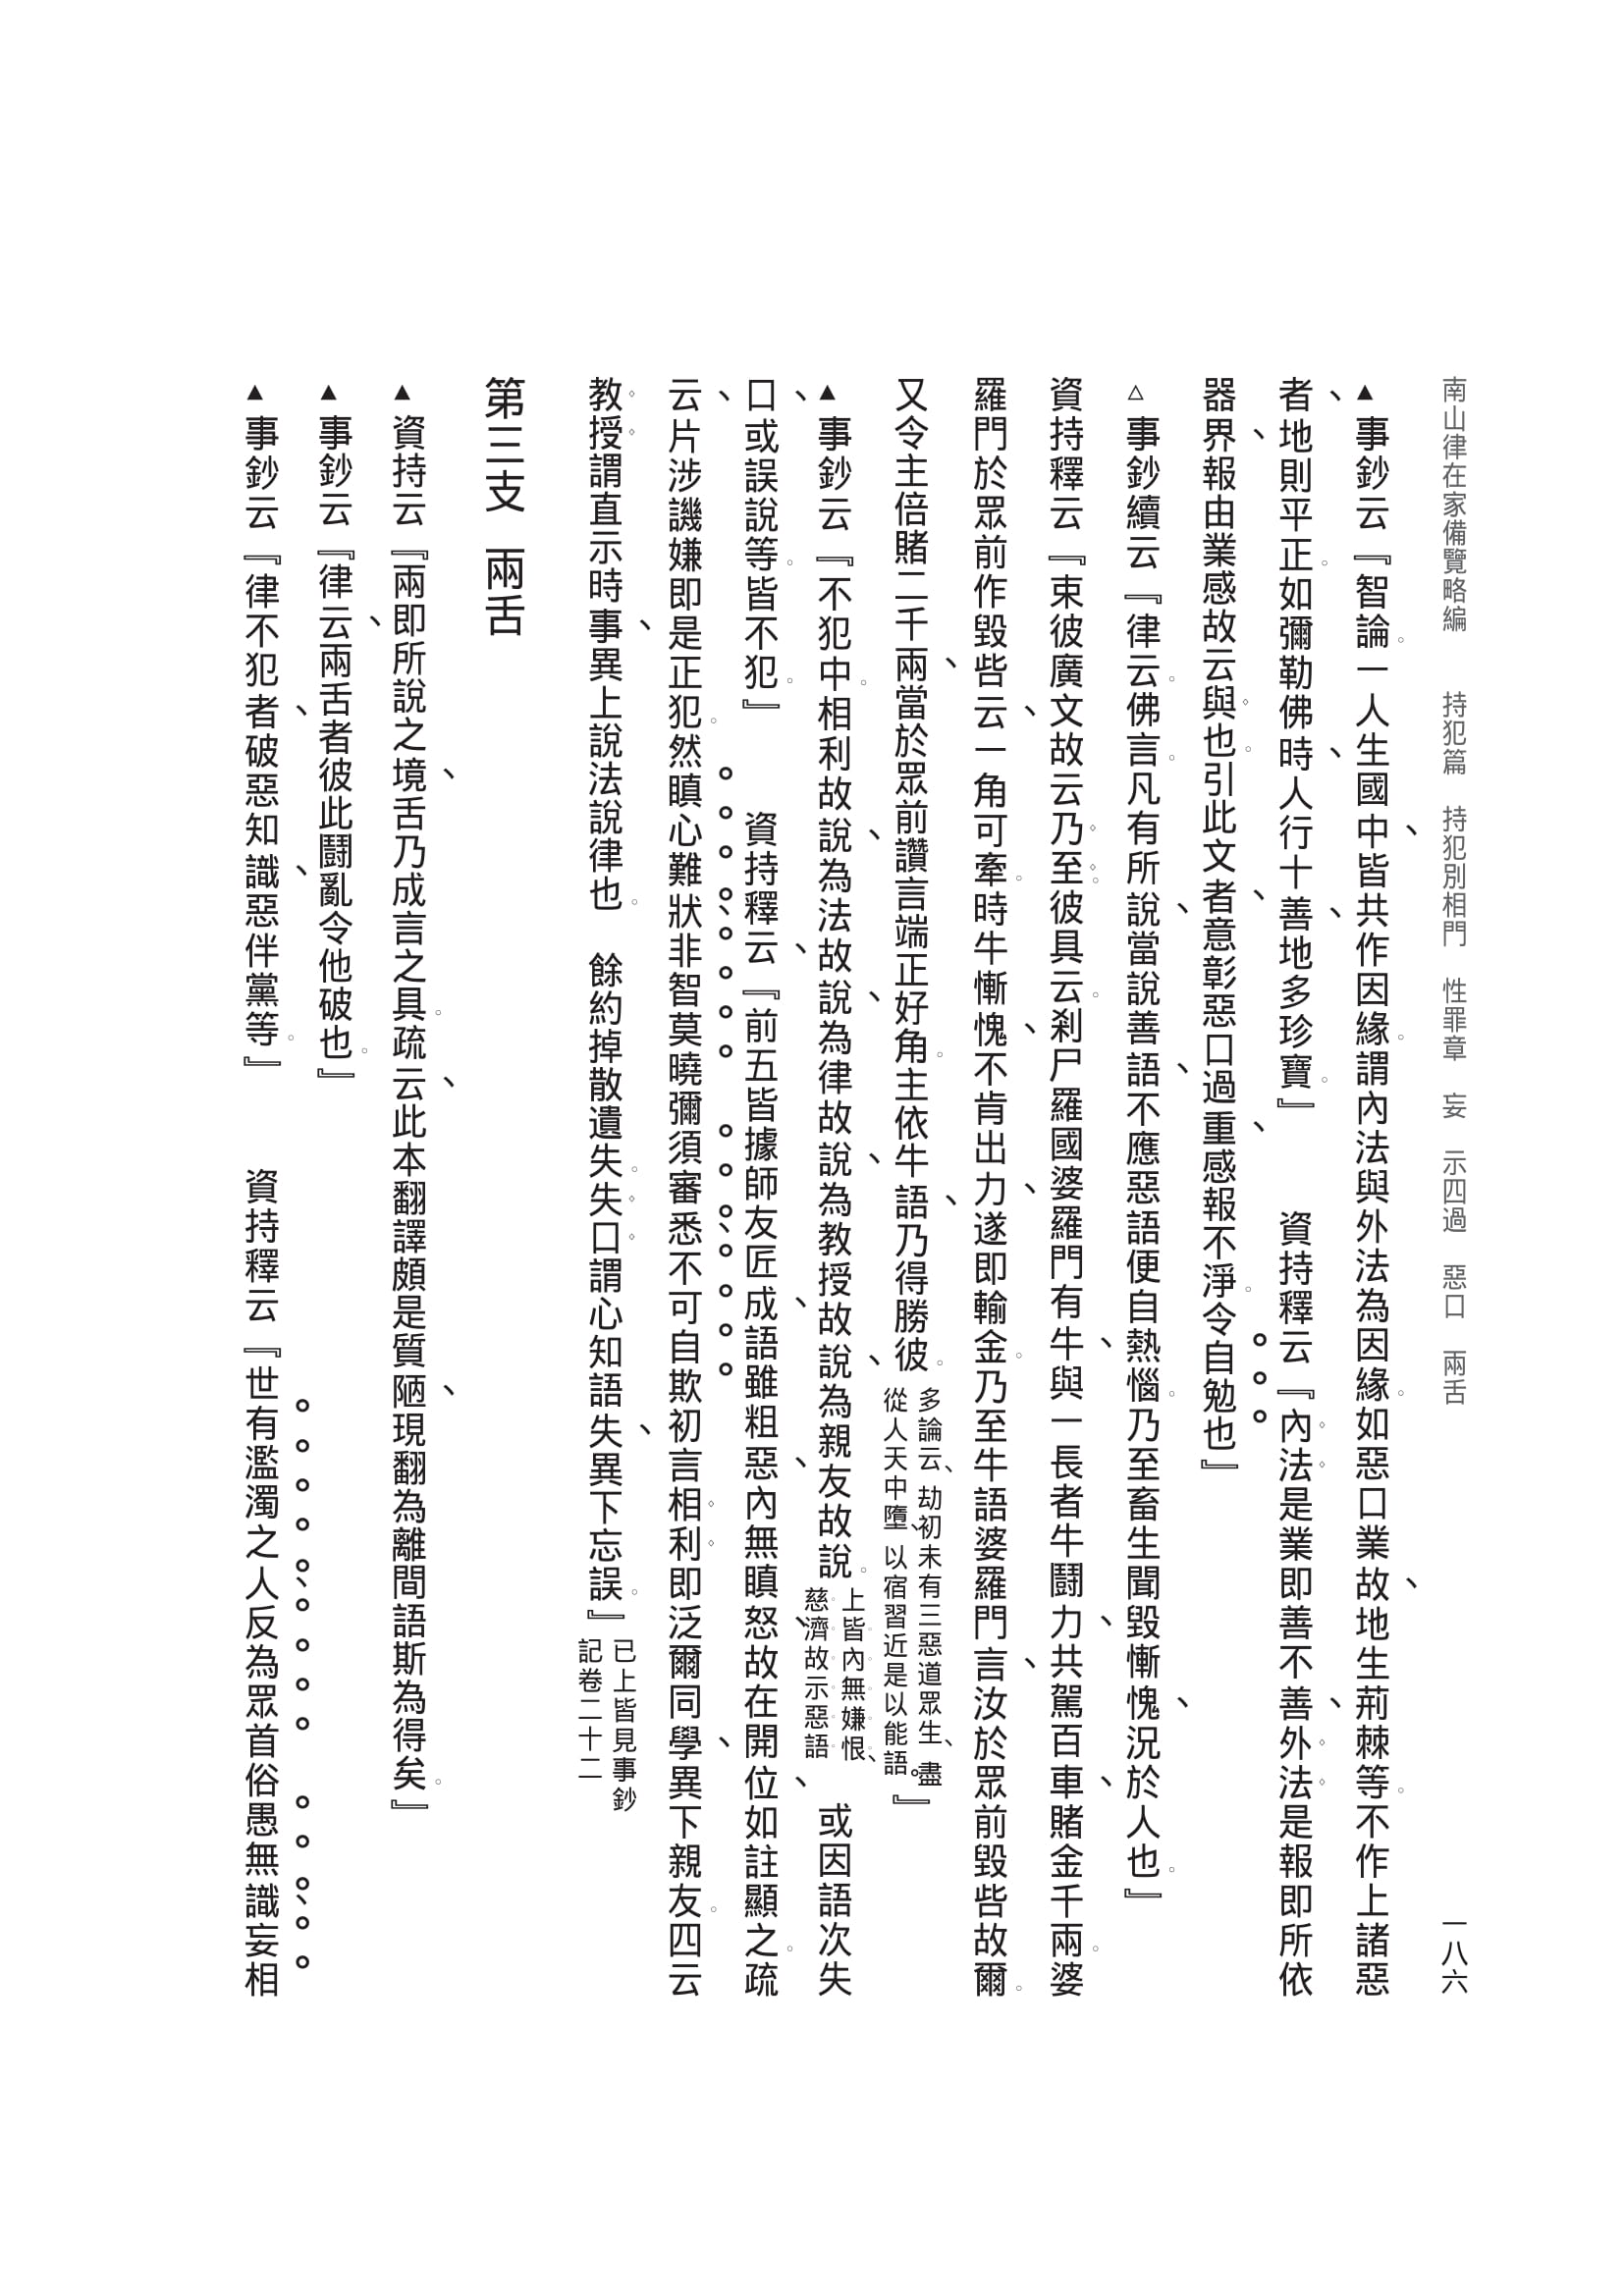 南山律在家備覽略編　持犯篇　持犯別相門　性罪章　妄　示四過　惡口　兩舌　一八六
▲事鈔云『智論。一人生國中、皆共作因緣。謂內法與外法為因緣。如惡口業故、地生荊棘等。不作上諸惡
者、地則平正。如彌勒佛時、人行十善、地多珍寶。』　資持釋云『內法是業即善不善、外法是報即所依
器界、報由業感故云與也。引此文者、意彰惡口過重、感報不淨。令自勉也』
△事鈔續云『律云。佛言。凡有所說、當說善語、不應惡語便自熱惱。乃至畜生聞毀慚愧、況於人也。』
資持釋云『束彼廣文故云乃至。彼具云。剎尸羅國婆羅門有牛、與一長者牛鬪力、共駕百車、賭金千兩。婆
羅門於眾前作毀呰云、一角可牽。時牛慚愧、不肯出力、遂即輸金。乃至牛語婆羅門言、汝於眾前毀呰故爾。
又令主倍賭二千兩、當於眾前讚言端正好角。主依牛語、乃得勝彼。多論云、劫初未有三惡道眾生、盡
從人天中墮、以宿習近是以能語。』
▲事鈔云『不犯中。相利故說、為法故說、為律故說、為教授故說、為親友故說。上皆內無嫌恨、
慈濟故示惡語　或因語次失
口、或誤說等。皆不犯。』　資持釋云、『前五皆據師友匠成、語雖粗惡、內無瞋怒、故在開位、如註顯之。疏
云、片涉譏嫌即是正犯。然瞋心難狀、非智莫曉彌須審悉、不可自欺初言相利即泛爾同學、異下親友。四云
教授謂直示時事、異上說法說律也。　餘約掉散遺失。失口謂心知語失、異下忘誤。』已上皆見事鈔
記卷二十二
第三支　兩舌
▲資持云『兩即所說之境、舌乃成言之具。疏云、此本翻譯頗是質陋、現翻為離間語斯為得矣。』
▲事鈔云『律云、兩舌者彼此鬪亂令他破也。』
▲事鈔云『律不犯者、破惡知識、惡伴黨等。』　資持釋云『世有濫濁之人、反為眾首俗愚無識、妄相